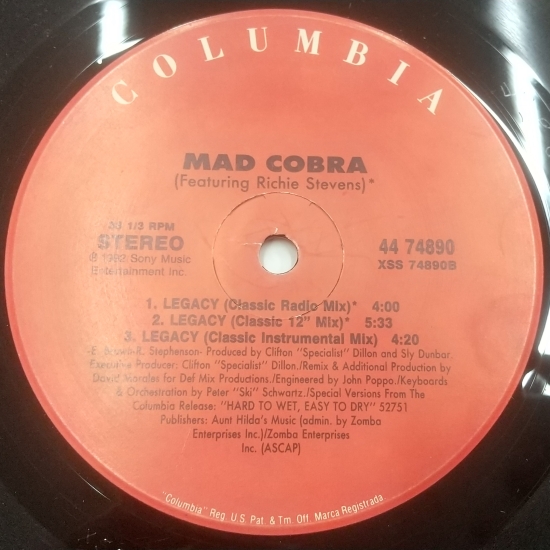 COLUMBIA
MAD COBRA
(Featuring Richie Stevens)*
33 1/3 RPM
STEREO
℗ 1992 Sony Music
Entertainment Inc.
44 74890
XSS 74890B
1. LEGACY (Classic Radio Mix)* 4:00
2. LEGACY (Classic 12" Mix)* 5:33
3. LEGACY (Classic Instrumental Mix) 4:20
-E. Brown-R. Stephenson- Produced by Clifton "Specialist" Dillon and Sly Dunbar.
Executive Producer: Clifton "Specialist" Dillon./Remix & Additional Production by
David Morales for Def Mix Productions./Engineered by John Poppo./Keyboards
& Orchestration by Peter "Ski" Schwartz./Special Versions From The
Columbia Release: "HARD TO WET, EASY TO DRY" 52751
Publishers: Aunt Hilda's Music (admin. by Zomba
Enterprises Inc.)/Zomba Enterprises
Inc. (ASCAP)
"Columbia" Reg. U.S. Pat. & Tm. Off. Marca Registrada